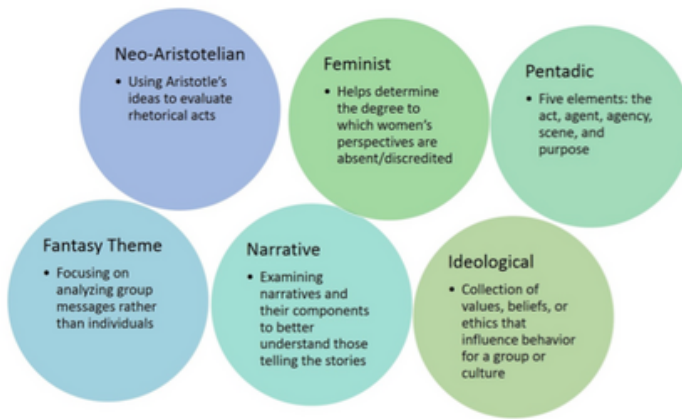 Neo-Aristotelian
• Using Aristotle's
ideas to evaluate
rhetorical acts
Feminist
• Helps determine
the degree to
which women's
perspectives are
absent/discredited
Pentadic
• Five elements: the
act, agent, agency,
scene, and
purpose
Fantasy Theme
• Focusing on
analyzing group
messages rather
than individuals
Narrative
• Examining
narratives and
their components
to better
understand those
telling the stories
Ideological
• Collection of
values, beliefs, or
ethics that
influence behavior
for a group or
culture